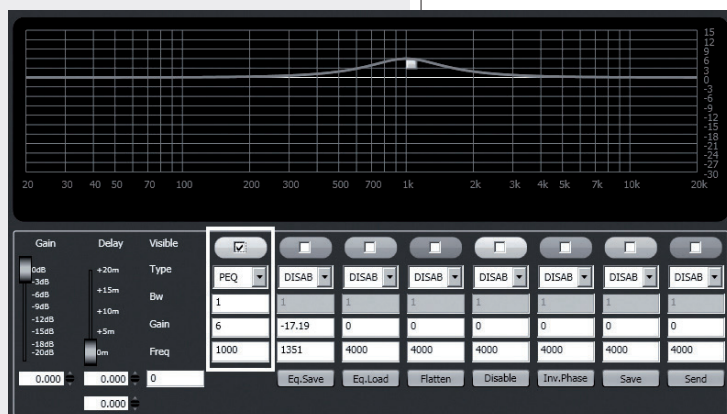 15
12
9
6
3
0
-3
-6
-9
-12
-15
-18
-21
-24
-27
-30
20 30 40 50 70 100 200 300 500 700 1k 2k 3k 4k 5k 7k 10k 20k
Gain Delay Visible
0dB
-3dB
-6dB
-9dB
-12dB
-15dB
-18dB
-20dB
+20m
+15m
+10m
+5m
0m
Type PEQ DISAB DISAB DISAB DISAB DISAB DISAB DISAB
Bw 1 1 1 1 1 1 1 1
Gain 6 -17.19 0 0 0 0 0 0
Freq 1000 1351 4000 4000 4000 4000 4000 4000
0.000 0.000 0 Eq.Save Eq.Load Flatten Disable Inv.Phase Save Send
0.000